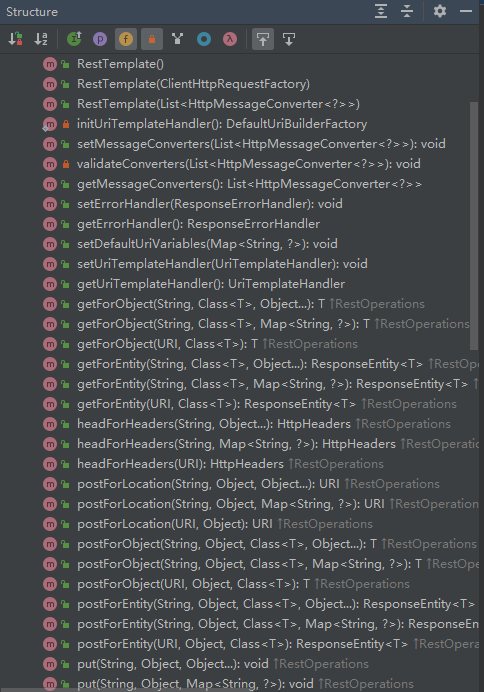 Structure
RestTemplate()
RestTemplate(ClientHttpRequestFactory)
RestTemplate(List<HttpMessageConverter<?>>)
initUriTemplateHandler(): DefaultUriBuilderFactory
setMessageConverters(List<HttpMessageConverter<?>>): void
validateConverters(List<HttpMessageConverter<?>>): void
getMessageConverters(): List<HttpMessageConverter<?>>
setErrorHandler(ResponseErrorHandler): void
getErrorHandler(): ResponseErrorHandler
setDefaultUriVariables(Map<String, ?>): void
setUriTemplateHandler(UriTemplateHandler): void
getUriTemplateHandler(): UriTemplateHandler
getForObject(String, Class<T>, Object...): T ↑RestOperations
getForObject(String, Class<T>, Map<String, ?>): T ↑RestOperations
getForObject(URI, Class<T>): T ↑RestOperations
getForEntity(String, Class<T>, Object...): ResponseEntity<T> ↑RestOpe
getForEntity(String, Class<T>, Map<String, ?>): ResponseEntity<T> ↑
getForEntity(URI, Class<T>): ResponseEntity<T> ↑RestOperations
headForHeaders(String, Object...): HttpHeaders ↑RestOperations
headForHeaders(String, Map<String, ?>): HttpHeaders ↑RestOperations
headForHeaders(URI): HttpHeaders ↑RestOperations
postForLocation(String, Object, Object...): URI ↑RestOperations
postForLocation(String, Object, Map<String, ?>): URI ↑RestOperations
postForLocation(URI, Object): URI ↑RestOperations
postForObject(String, Object, Class<T>, Object...): T ↑RestOperations
postForObject(String, Object, Class<T>, Map<String, ?>): T ↑RestOpera
postForObject(URI, Object, Class<T>): T ↑RestOperations
postForEntity(String, Object, Class<T>, Object...): ResponseEntity<T>
postForEntity(String, Object, Class<T>, Map<String, ?>): ResponseEn
postForEntity(URI, Object, Class<T>): ResponseEntity<T> ↑RestOpera
put(String, Object, Object...): void ↑RestOperations
put(String, Object, Map<String, ?>): void ↑RestOperations